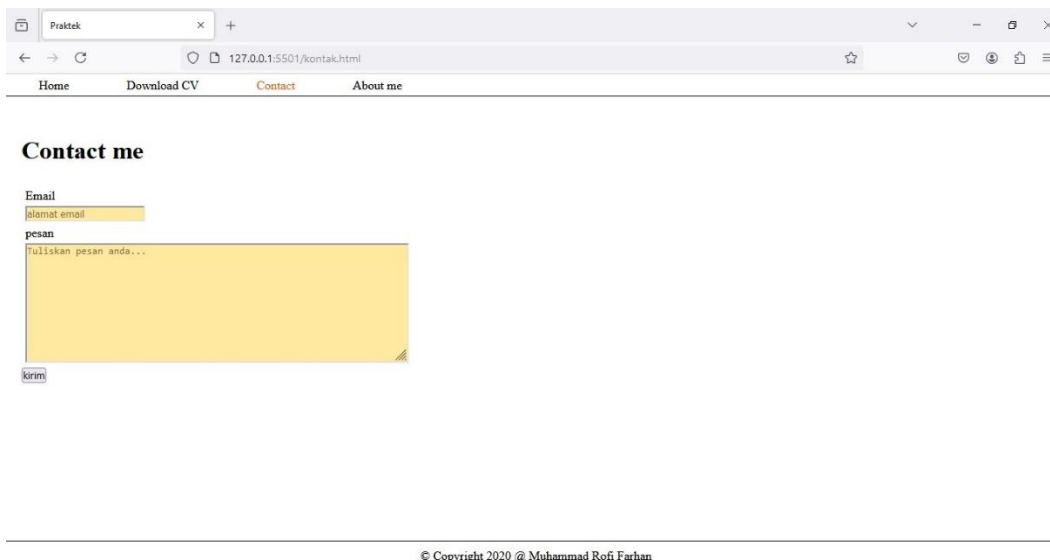 Praktek
127.0.0.1:5501/kontak.html
Home Download CV Contact About me
Contact me
Email
alamat email
pesan
Tuliskan pesan anda...
kirim
© Copyright 2020 @ Muhammad Rofi Farhan